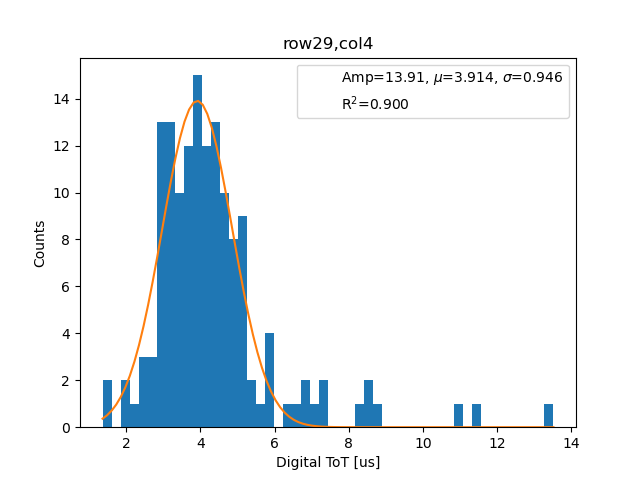 row29,col4
Amp=13.91, μ=3.914, σ=0.946
R²=0.900
Counts
14
12
10
8
6
4
2
0
2 4 6 8 10 12 14
Digital ToT [us]